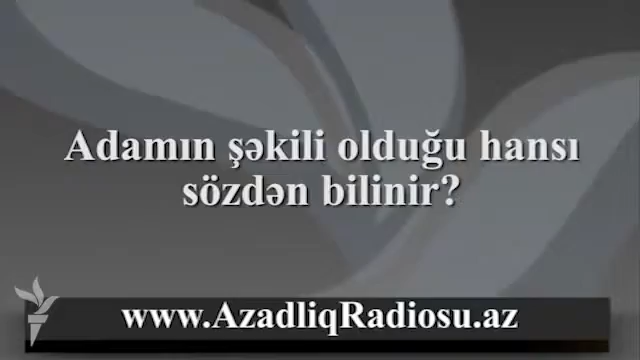 Adamın şəkili olduğu hansı
sözdən bilinir?
www.AzadliqRadiosu.az